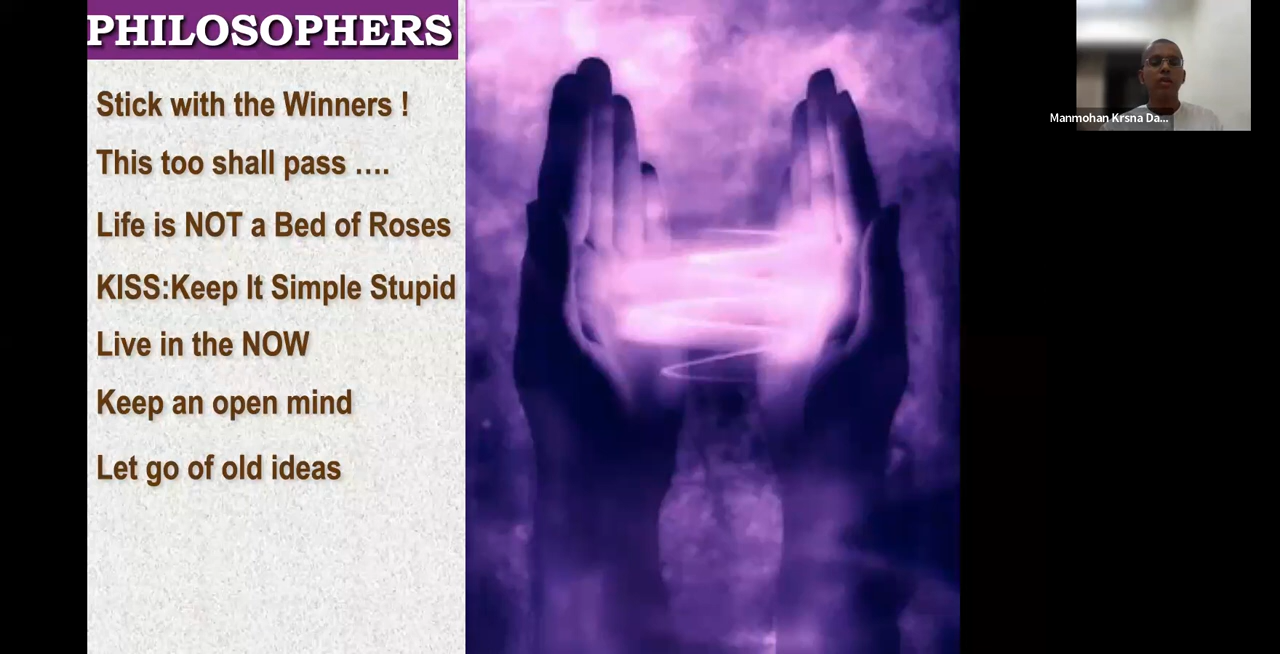 PHILOSOPHERS
Stick with the Winners !
This too shall pass ....
Life is NOT a Bed of Roses
KISS:Keep It Simple Stupid
Live in the NOW
Keep an open mind
Let go of old ideas
Manmohan Krsna Da...